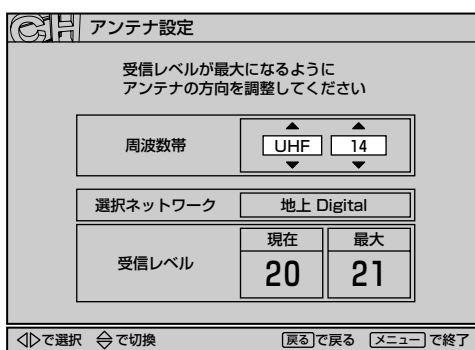 CH アンテナ設定
受信レベルが最大になるように
アンテナの方向を調整してください
周波数帯 UHF 14
選択ネットワーク 地上 Digital
受信レベル 現在 20 最大 21
で選択 で切換 戻るで戻る メニューで終了